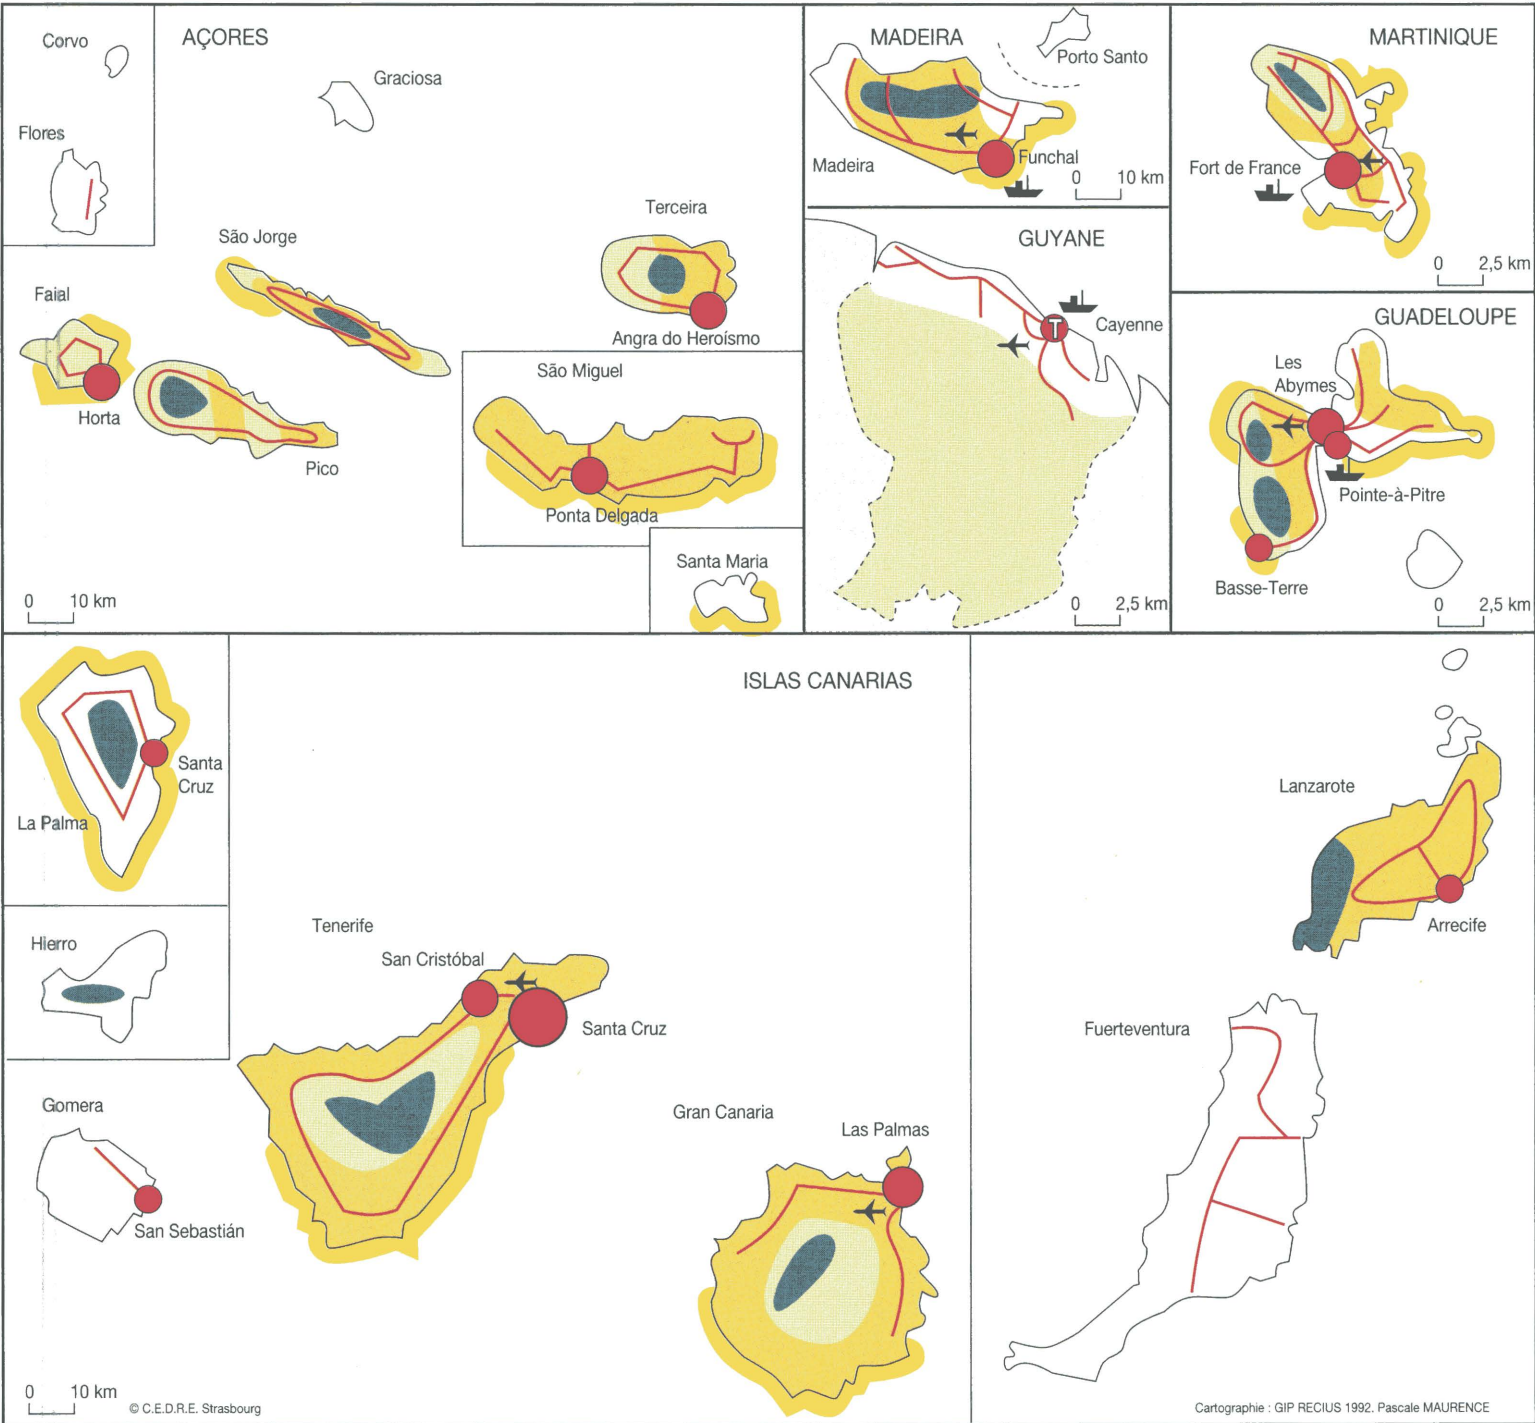 AÇORES
Corvo
Graciosa
Flores
Terceira
São Jorge
Faial
Angra do Heroísmo
São Miguel
Horta
Pico
Ponta Delgada
Santa Maria
0 10 km
MADEIRA
Porto Santo
Madeira
Funchal
0 10 km
GUYANE
T
Cayenne
0 2,5 km
MARTINIQUE
Fort de France
0 2,5 km
GUADELOUPE
Les
Abymes
Pointe-à-Pitre
Basse-Terre
0 2,5 km
ISLAS CANARIAS
Santa
Cruz
La Palma
Hierro
Tenerife
San Cristóbal
Santa Cruz
Gomera
San Sebastián
Gran Canaria
Las Palmas
Lanzarote
Arrecife
Fuerteventura
0 10 km
© C.E.D.R.E. Strasbourg
Cartographie : GIP RECIUS 1992. Pascale MAURENCE